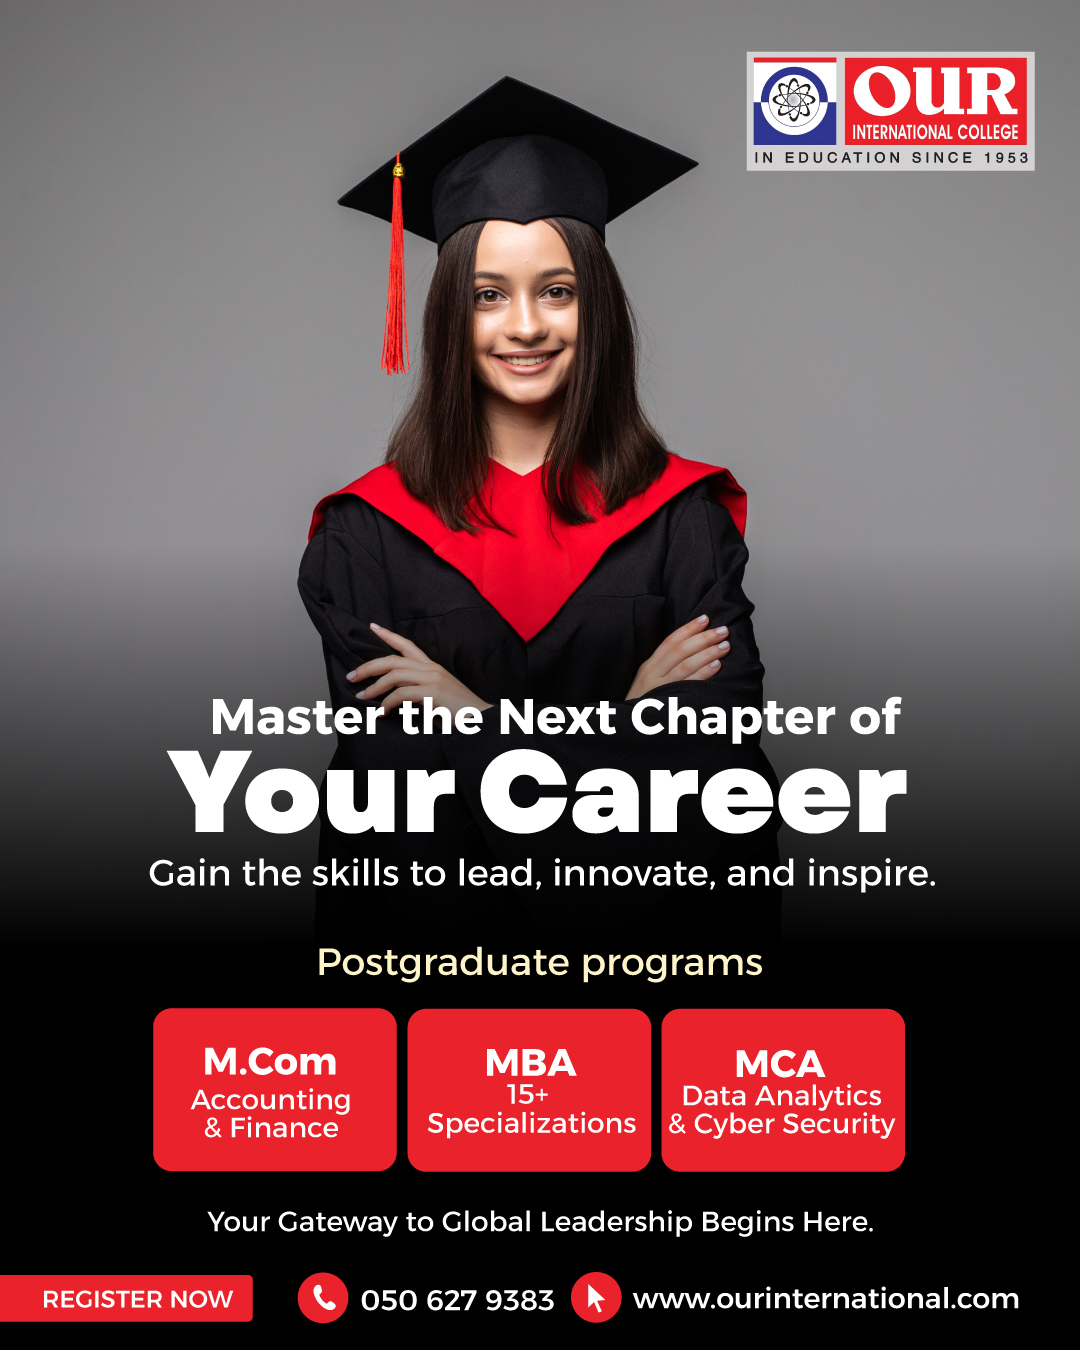 OUR
INTERNATIONAL COLLEGE
IN EDUCATION SINCE 1953
Master the Next Chapter of
Your Career
Gain the skills to lead, innovate, and inspire.
Postgraduate programs
M.Com
Accounting
& Finance
MBA
15+
Specializations
MCA
Data Analytics
& Cyber Security
Your Gateway to Global Leadership Begins Here.
REGISTER NOW
050 627 9383
www.ourinternational.com